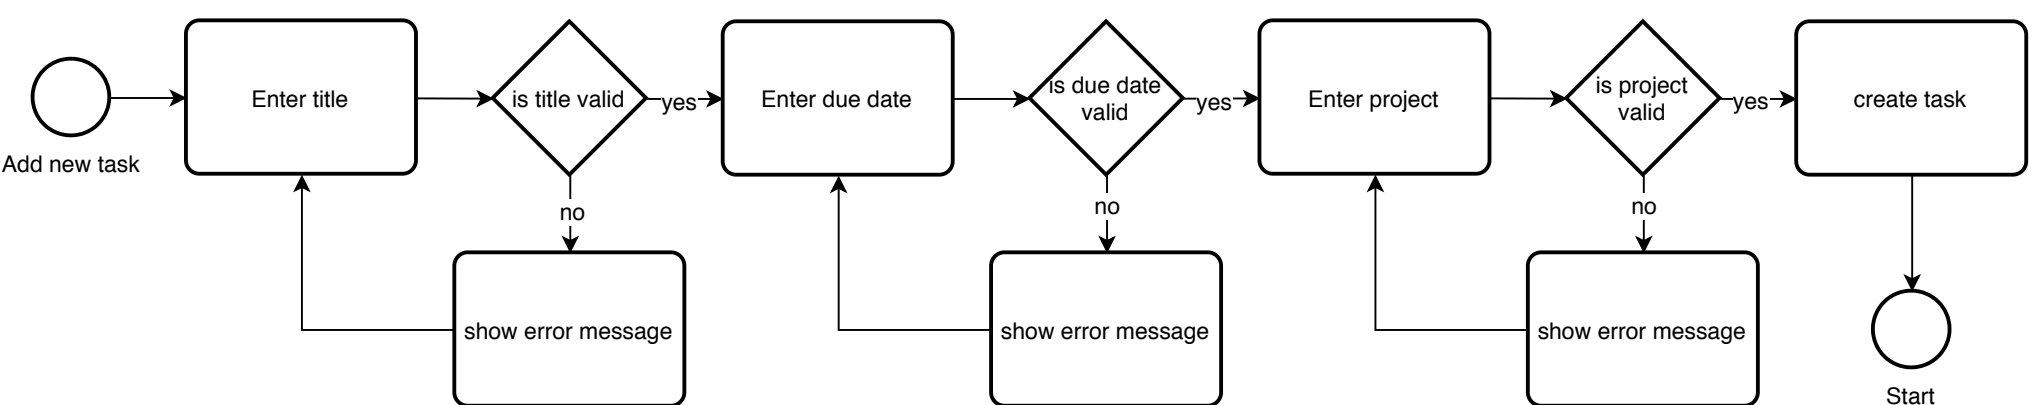 Add new task
Enter title
is title valid
yes
no
show error message
Enter due date
is due date
valid
yes
no
show error message
Enter project
is project
valid
yes
no
show error message
create task
Start